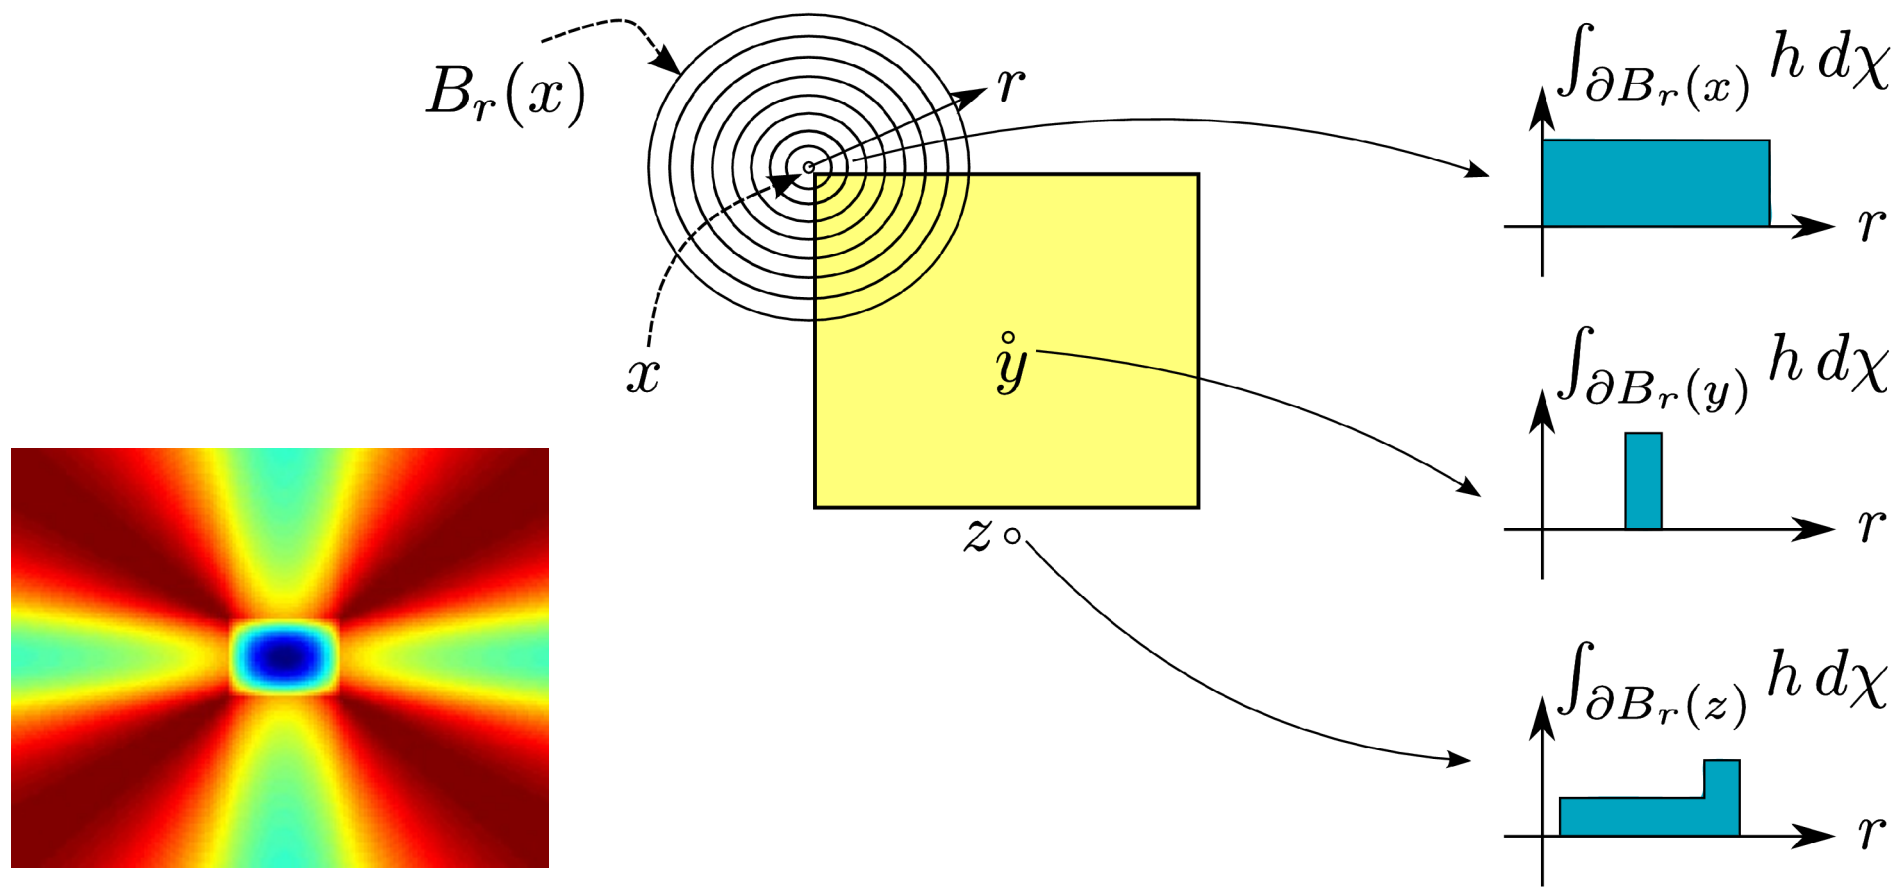 ∫∂B_r(x) h dχ
B_r(x)
r
r
x
y
∫∂B_r(y) h dχ
r
z
∫∂B_r(z) h dχ
r